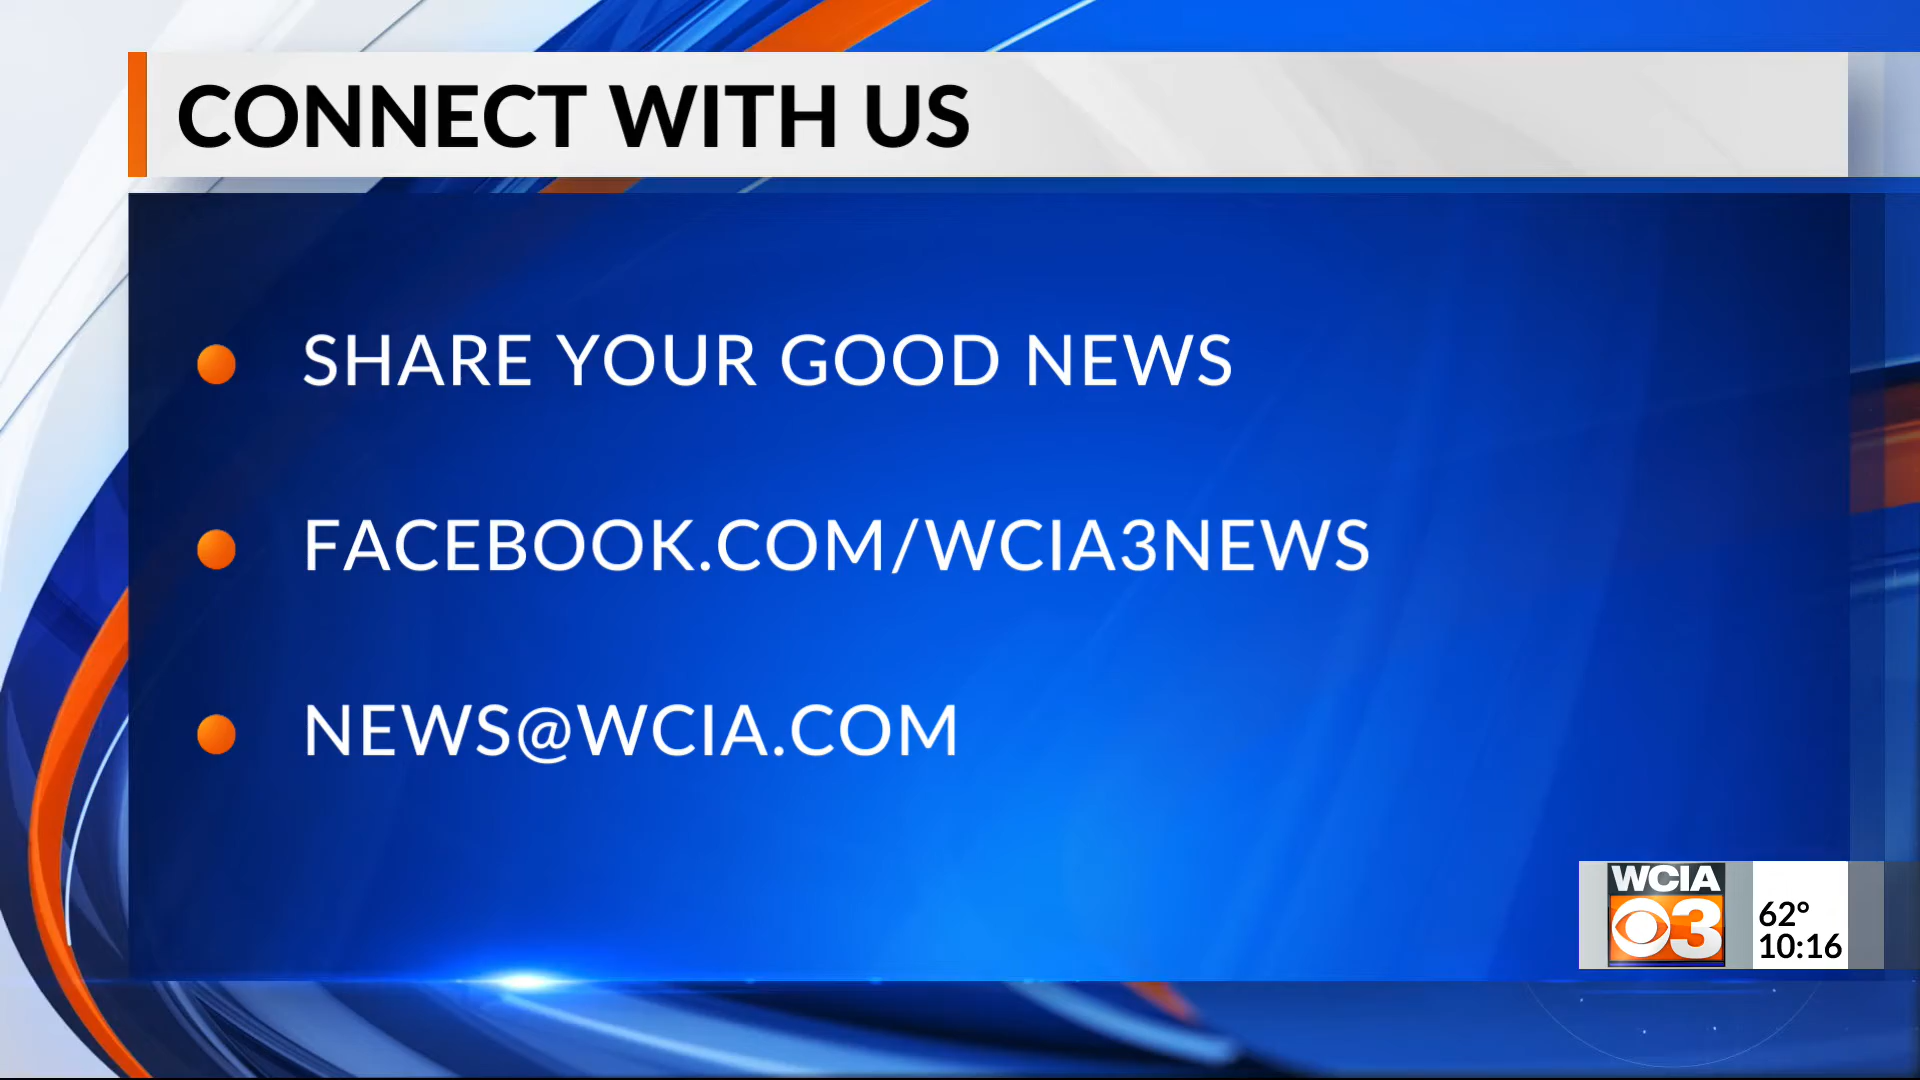 CONNECT WITH US
SHARE YOUR GOOD NEWS
FACEBOOK.COM/WCIA3NEWS
NEWS@WCIA.COM
WCIA
3
62°
10:16